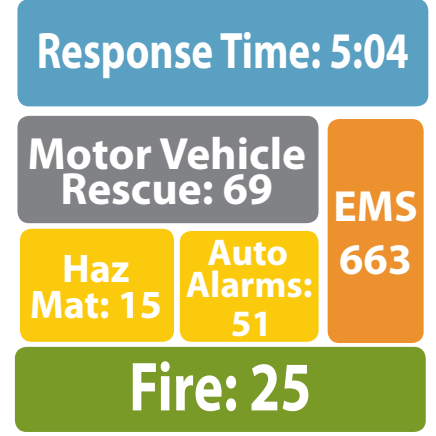 Response Time: 5:04
Motor Vehicle
Rescue: 69
EMS
663
Haz
Mat: 15
Auto
Alarms:
51
Fire: 25